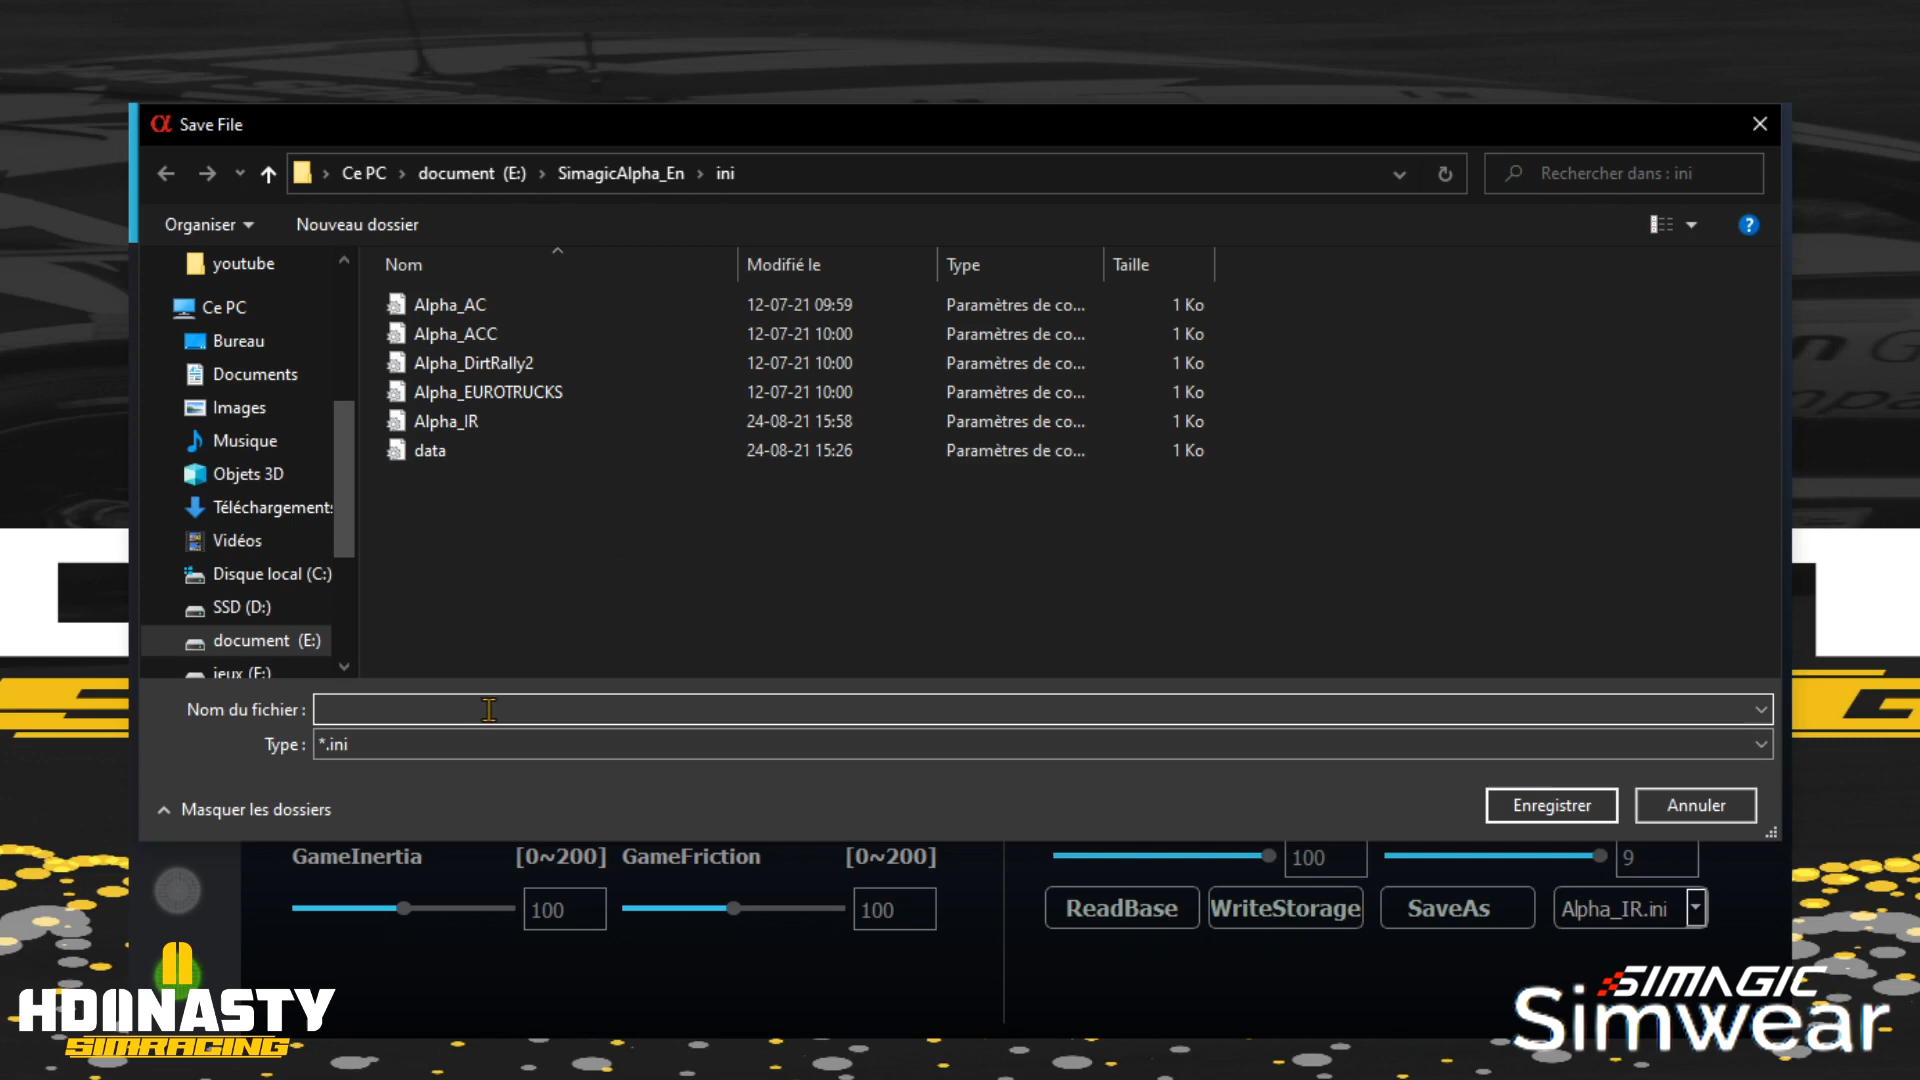 Save File
Ce PC > document (E:) > SimagicAlpha_En > ini
Rechercher dans : ini
Organiser
Nouveau dossier
youtube
Ce PC
Bureau
Documents
Images
Musique
Objets 3D
Téléchargements
Vidéos
Disque local (C:)
SSD (D:)
document (E:)
jeux (F:)
Nom Modifié le Type Taille
Alpha_AC 12-07-21 09:59 Paramètres de co... 1 Ko
Alpha_ACC 12-07-21 10:00 Paramètres de co... 1 Ko
Alpha_DirtRally2 12-07-21 10:00 Paramètres de co... 1 Ko
Alpha_EUROTRUCKS 12-07-21 10:00 Paramètres de co... 1 Ko
Alpha_IR 24-08-21 15:58 Paramètres de co... 1 Ko
data 24-08-21 15:26 Paramètres de co... 1 Ko
Nom du fichier :
Type : *.ini
Masquer les dossiers
Enregistrer
Annuler
GameInertia [0~200] GameFriction [0~200]
100 9
100 100
ReadBase WriteStorage SaveAs Alpha_IR.ini
HDONASTY
SIMRACING
SIMAGIC
Simwear